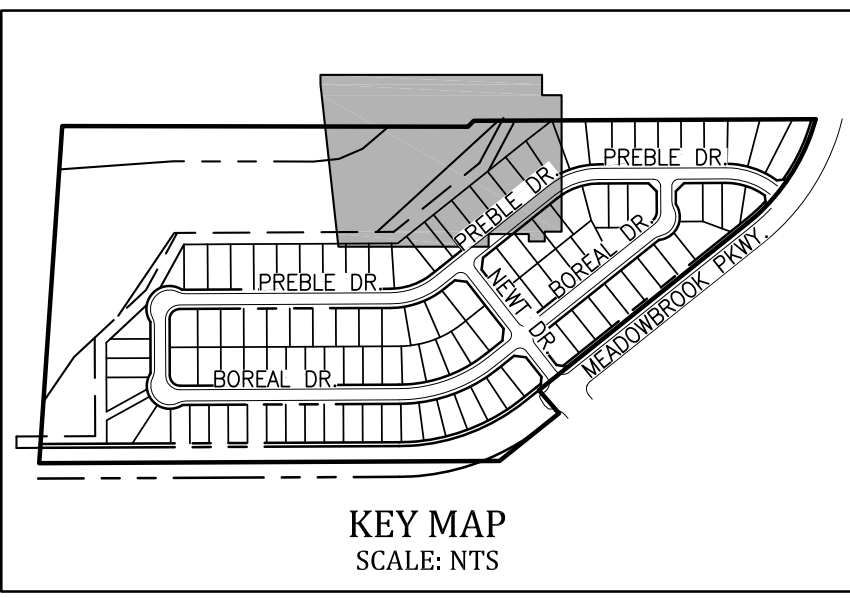 PREBLE DR.
PREBLE DR.
BOREAL DR.
PREBLE DR.
NEWT DR.
MEADOWBROOK PKWY.
BOREAL DR.
KEY MAP
SCALE: NTS